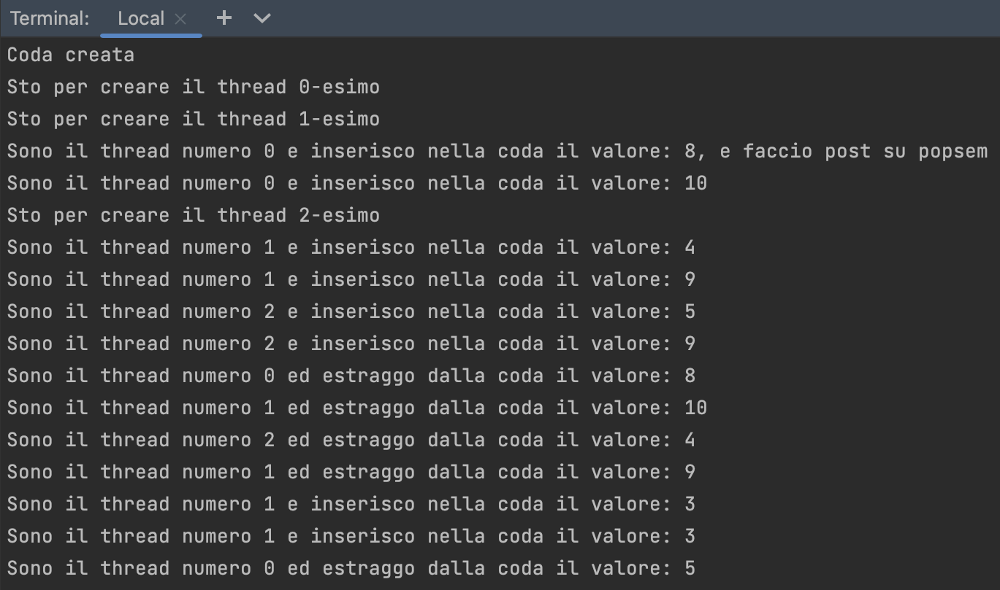 Terminal: Local
Coda creata
Sto per creare il thread 0-esimo
Sto per creare il thread 1-esimo
Sono il thread numero 0 e inserisco nella coda il valore: 8, e faccio post su popsem
Sono il thread numero 0 e inserisco nella coda il valore: 10
Sto per creare il thread 2-esimo
Sono il thread numero 1 e inserisco nella coda il valore: 4
Sono il thread numero 1 e inserisco nella coda il valore: 9
Sono il thread numero 2 e inserisco nella coda il valore: 5
Sono il thread numero 2 e inserisco nella coda il valore: 9
Sono il thread numero 0 ed estraggo dalla coda il valore: 8
Sono il thread numero 1 ed estraggo dalla coda il valore: 10
Sono il thread numero 2 ed estraggo dalla coda il valore: 4
Sono il thread numero 1 ed estraggo dalla coda il valore: 9
Sono il thread numero 1 e inserisco nella coda il valore: 3
Sono il thread numero 1 e inserisco nella coda il valore: 3
Sono il thread numero 0 ed estraggo dalla coda il valore: 5